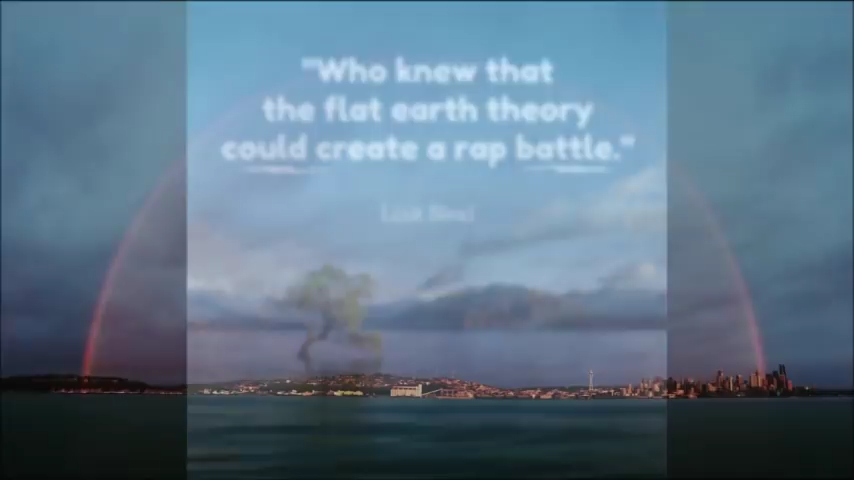 "Who knew that
the flat earth theory
could create a rap battle."